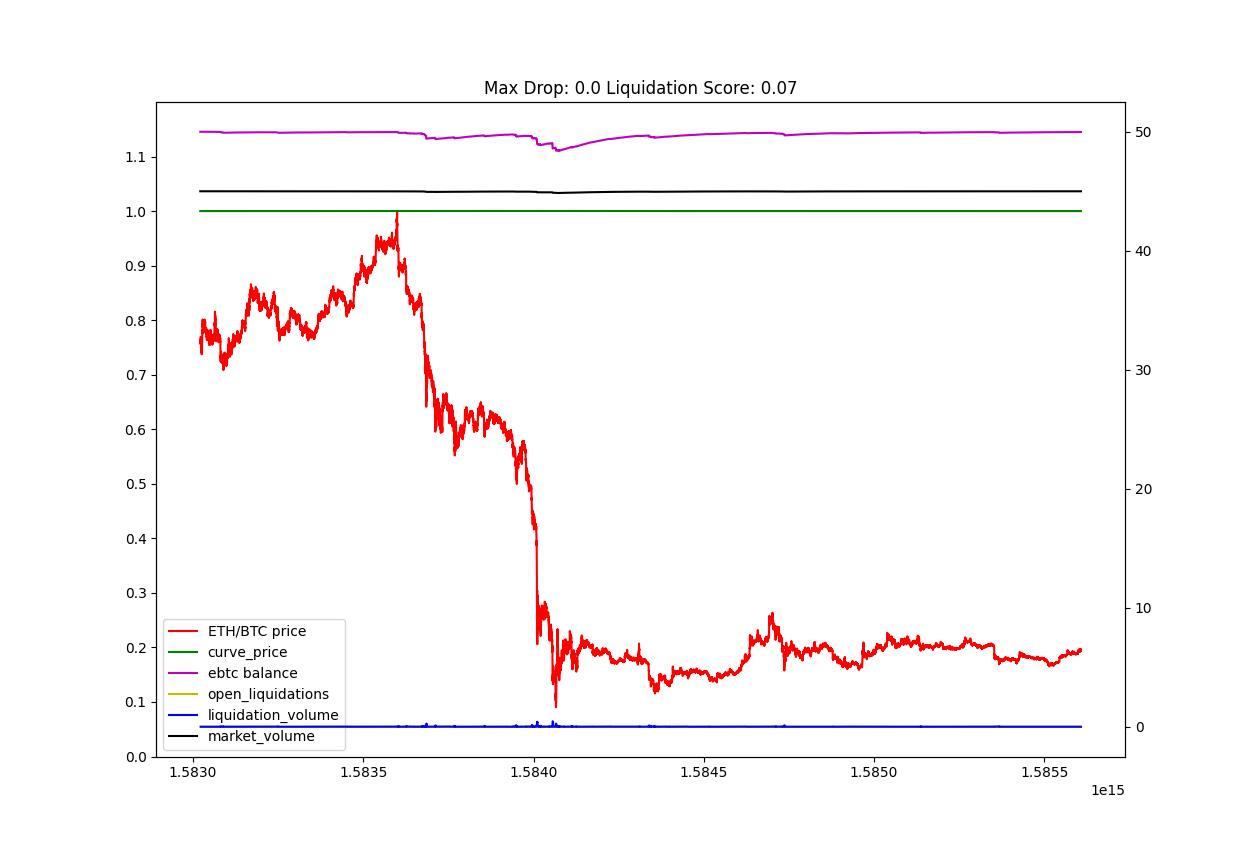 Max Drop: 0.0 Liquidation Score: 0.07
1.1
1.0
0.9
0.8
0.7
0.6
0.5
0.4
0.3
0.2
0.1
0.0
50
40
30
20
10
0
ETH/BTC price
curve_price
ebtc balance
open_liquidations
liquidation_volume
market_volume
1.5830 1.5835 1.5840 1.5845 1.5850 1.5855
1e15